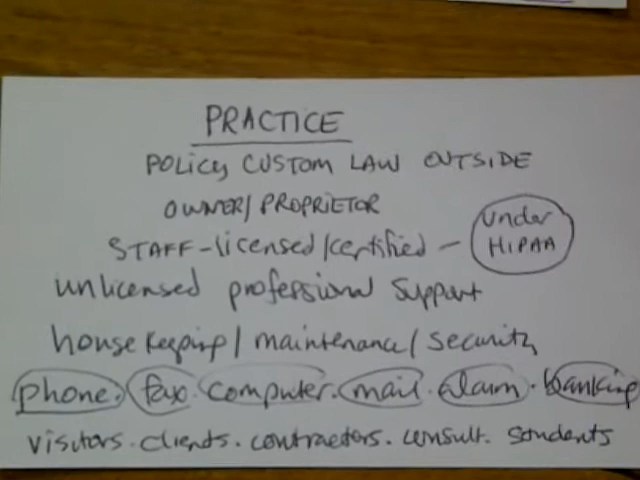 PRACTICE
POLICY CUSTOM LAW OUTSIDE
OWNER/PROPRIETOR
STAFF-licensed/certified - under HIPAA
unlicensed professional support
housekeeping/maintenance/security
phone. fax. computer. mail. alarm. banking
visitors. clients. contractors. consult. students